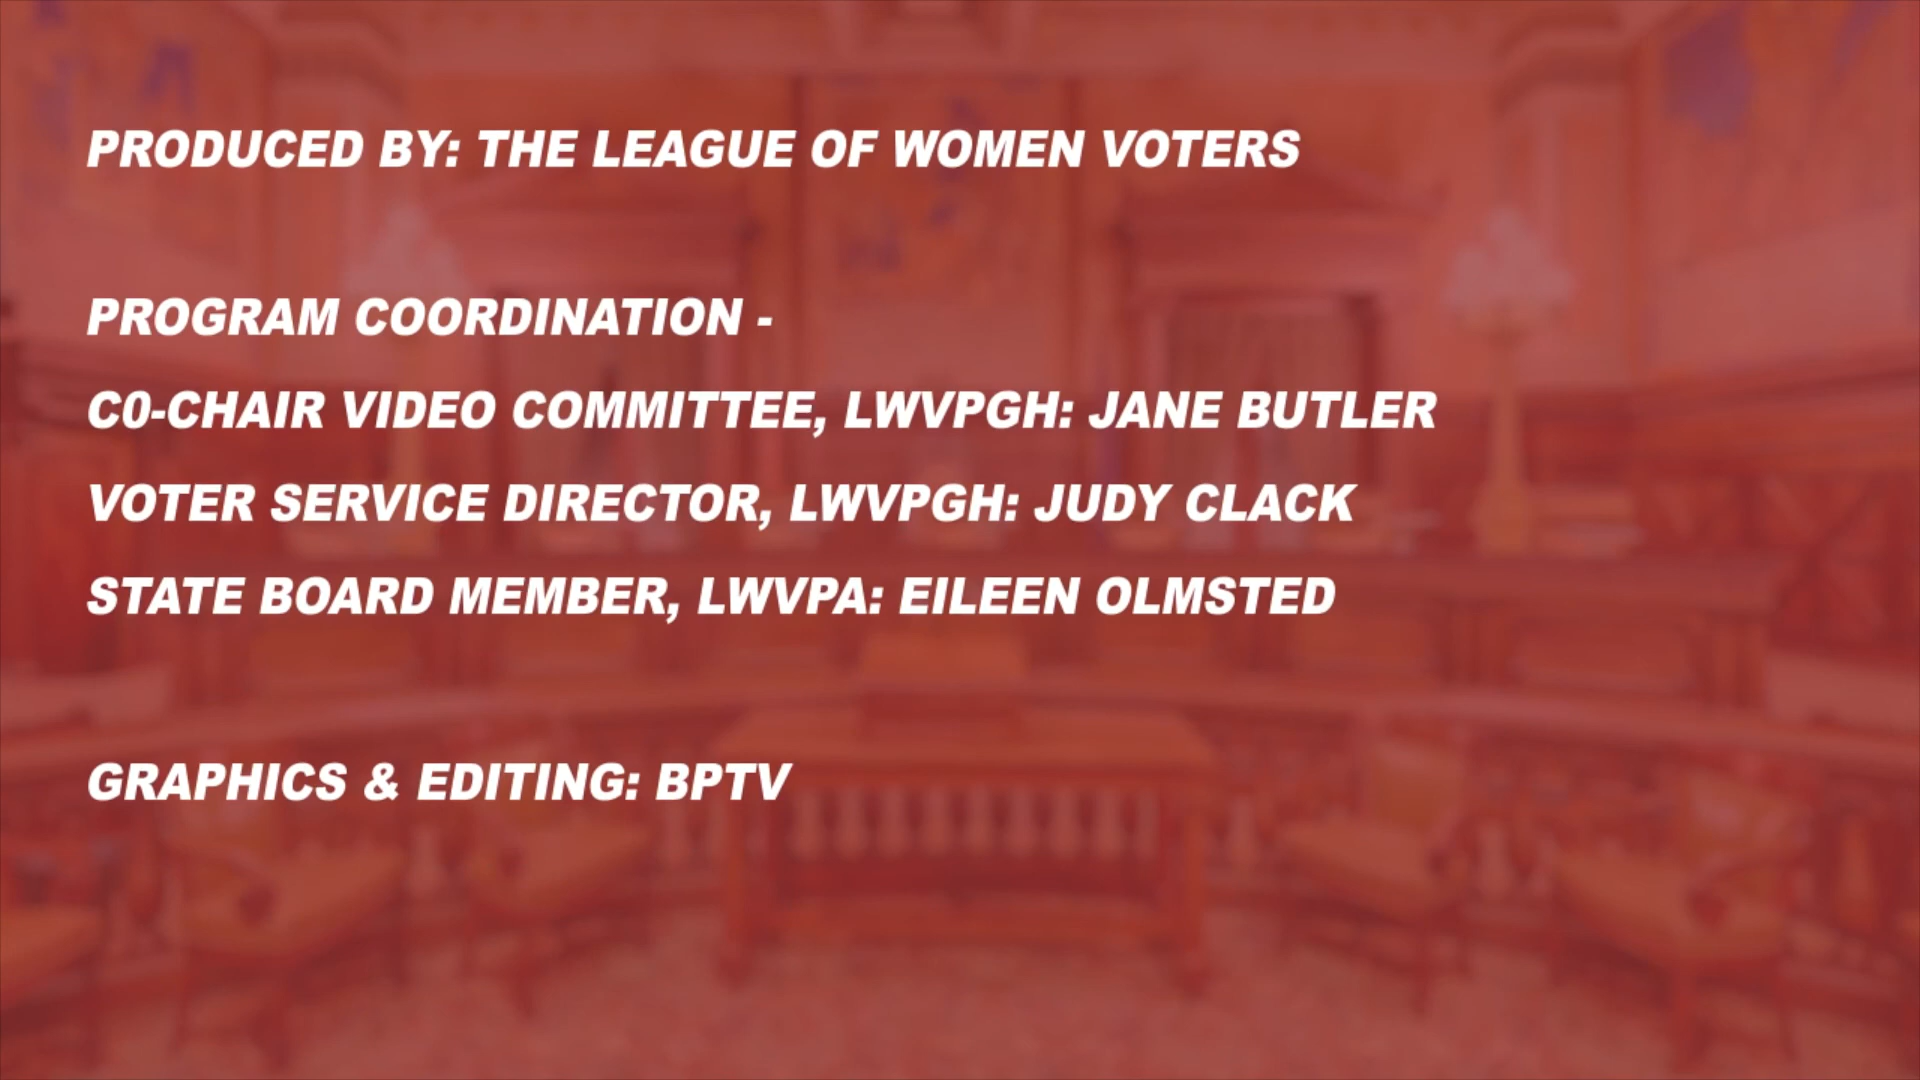 PRODUCED BY: THE LEAGUE OF WOMEN VOTERS
PROGRAM COORDINATION -
C0-CHAIR VIDEO COMMITTEE, LWVPGH: JANE BUTLER
VOTER SERVICE DIRECTOR, LWVPGH: JUDY CLACK
STATE BOARD MEMBER, LWVPA: EILEEN OLMSTED
GRAPHICS & EDITING: BPTV